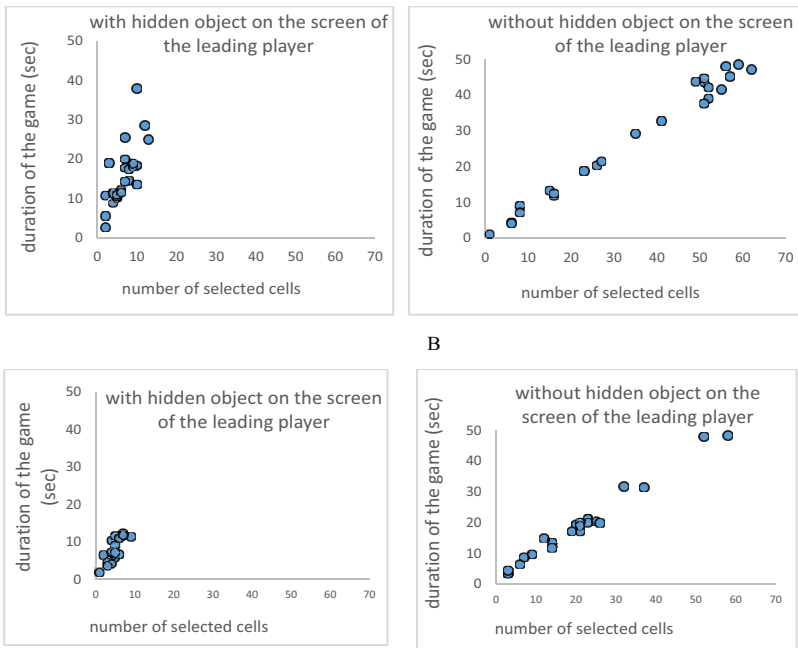 with hidden object on the screen of
the leading player
duration of the game (sec)
50
40
30
20
10
0
0 10 20 30 40 50 60 70
number of selected cells
without hidden object on the screen
of the leading player
duration of the game (sec)
50
40
30
20
10
0
0 10 20 30 40 50 60 70
number of selected cells
B
with hidden object on the screen
of the leading player
duration of the game
(sec)
50
40
30
20
10
0
0 10 20 30 40 50 60 70
number of selected cells
without hidden object on the
screen of the leading player
duration of the game (sec)
50
40
30
20
10
0
0 10 20 30 40 50 60 70
number of selected cells